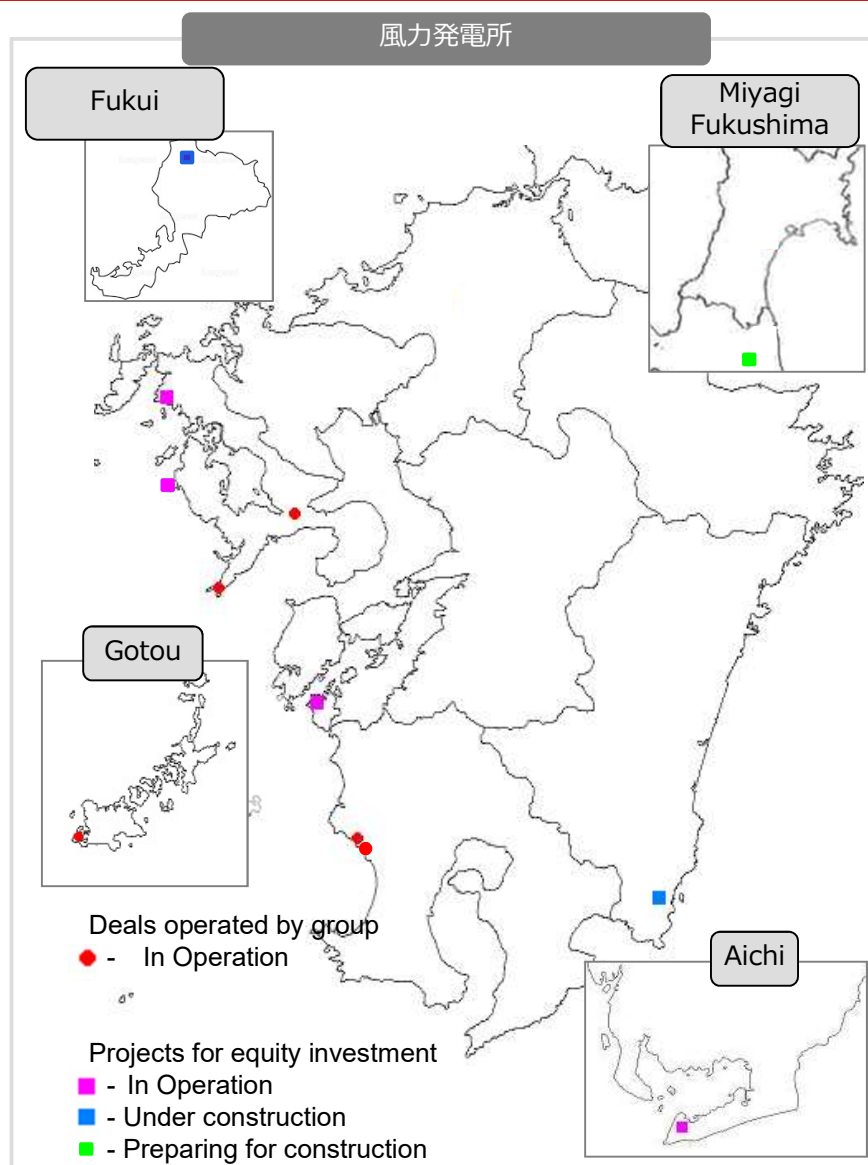 風力発電所
Fukui
Miyagi
Fukushima
Gotou
Deals operated by group
- In Operation
Aichi
Projects for equity investment
- In Operation
- Under construction
- Preparing for construction